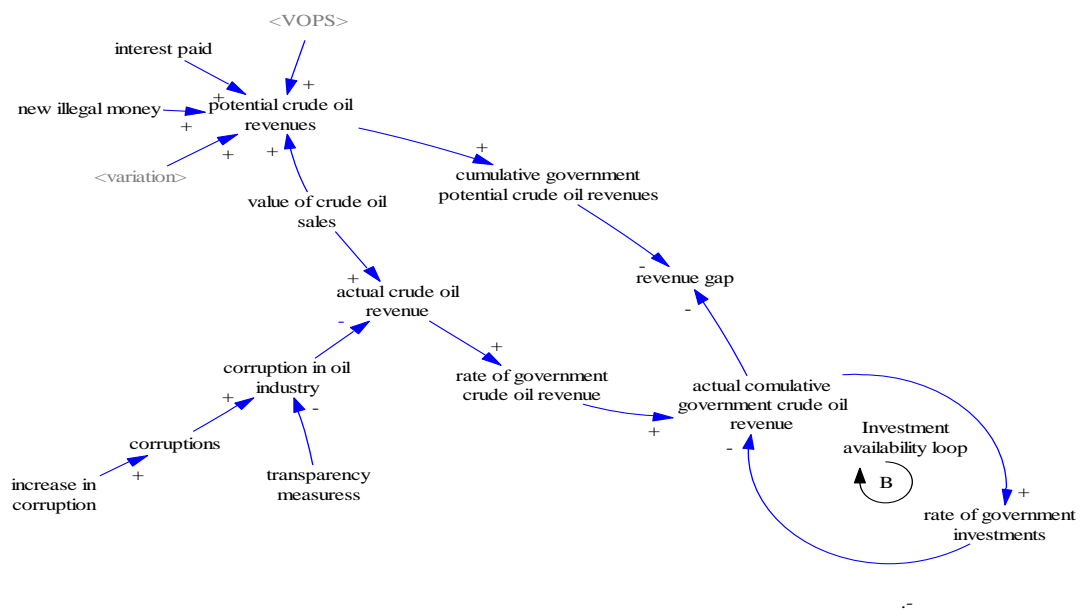 <VOPS>
interest paid
+
+
new illegal money
potential crude oil
revenues
+
+
+
<variation>
+
cumulative government
potential crude oil revenues
value of crude oil
sales
-
revenue gap
+
actual crude oil
revenue
-
-
+
corruption in oil
industry
rate of government
crude oil revenue
actual comulative
government crude oil
revenue
+
-
+
-
Investment
availability loop
corruptions
+
B
transparency
measuress
increase in
corruption
+
rate of government
investments
.-